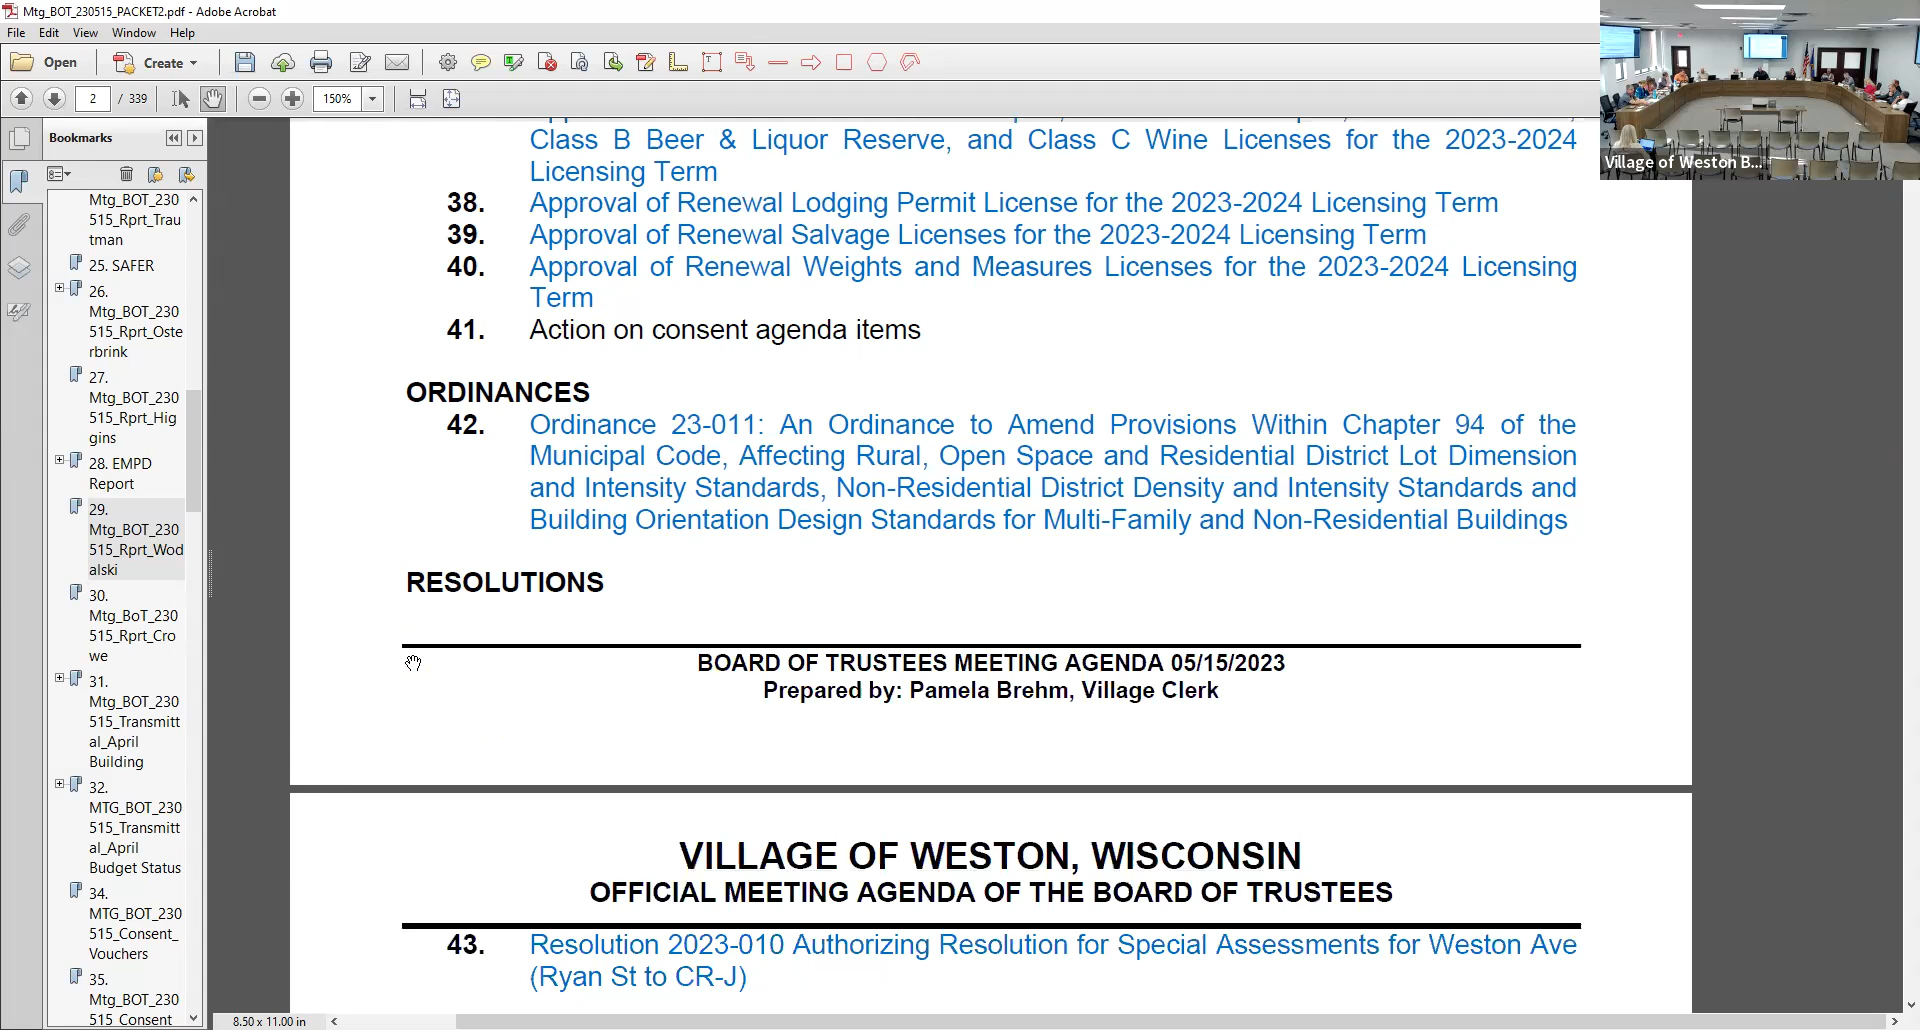 Mtg_BOT_230515_PACKET2.pdf - Adobe Acrobat
File Edit View Window Help
Open Create
2 / 339 150%
Bookmarks
Mtg_BOT_230
515_Rprt_Trau
tman
25. SAFER
26.
Mtg_BOT_230
515_Rprt_Oste
rbrink
27.
Mtg_BOT_230
515_Rprt_Hig
gins
28. EMPD
Report
29.
Mtg_BOT_230
515_Rprt_Wod
alski
30.
Mtg_BoT_230
515_Rprt_Cro
we
31.
Mtg_BOT_230
515_Transmitt
al_April
Building
32.
MTG_BOT_230
515_Transmitt
al_April
Budget Status
34.
MTG_BOT_230
515_Consent_
Vouchers
35.
Mtg_BOT_230
515_Consent
Class B Beer & Liquor Reserve, and Class C Wine Licenses for the 2023-2024
Licensing Term
38. Approval of Renewal Lodging Permit License for the 2023-2024 Licensing Term
39. Approval of Renewal Salvage Licenses for the 2023-2024 Licensing Term
40. Approval of Renewal Weights and Measures Licenses for the 2023-2024 Licensing
Term
41. Action on consent agenda items
ORDINANCES
42. Ordinance 23-011: An Ordinance to Amend Provisions Within Chapter 94 of the
Municipal Code, Affecting Rural, Open Space and Residential District Lot Dimension
and Intensity Standards, Non-Residential District Density and Intensity Standards and
Building Orientation Design Standards for Multi-Family and Non-Residential Buildings
RESOLUTIONS
BOARD OF TRUSTEES MEETING AGENDA 05/15/2023
Prepared by: Pamela Brehm, Village Clerk
VILLAGE OF WESTON, WISCONSIN
OFFICIAL MEETING AGENDA OF THE BOARD OF TRUSTEES
43. Resolution 2023-010 Authorizing Resolution for Special Assessments for Weston Ave
(Ryan St to CR-J)
8.50 x 11.00 in
Village of Weston B...